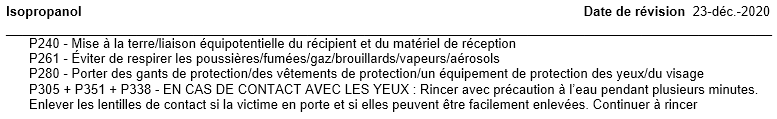 Isopropanol Date de révision 23-déc.-2020
P240 - Mise à la terre/liaison équipotentielle du récipient et du matériel de réception
P261 - Éviter de respirer les poussières/fumées/gaz/brouillards/vapeurs/aérosols
P280 - Porter des gants de protection/des vêtements de protection/un équipement de protection des yeux/du visage
P305 + P351 + P338 - EN CAS DE CONTACT AVEC LES YEUX : Rincer avec précaution à l'eau pendant plusieurs minutes.
Enlever les lentilles de contact si la victime en porte et si elles peuvent être facilement enlevées. Continuer à rincer